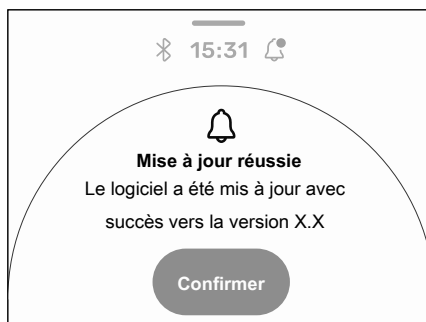 15:31
Mise à jour réussie
Le logiciel a été mis à jour avec
succès vers la version X.X
Confirmer